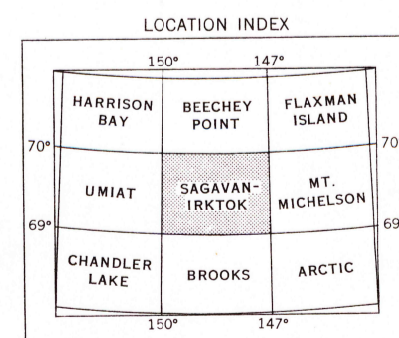 LOCATION INDEX
150° 147°
HARRISON BAY
BEECHEY POINT
FLAXMAN ISLAND
70° 70
UMIAT
SAGAVAN-
IRKTOK
MT. MICHELSON
69° 69
CHANDLER LAKE
BROOKS
ARCTIC
150° 147°